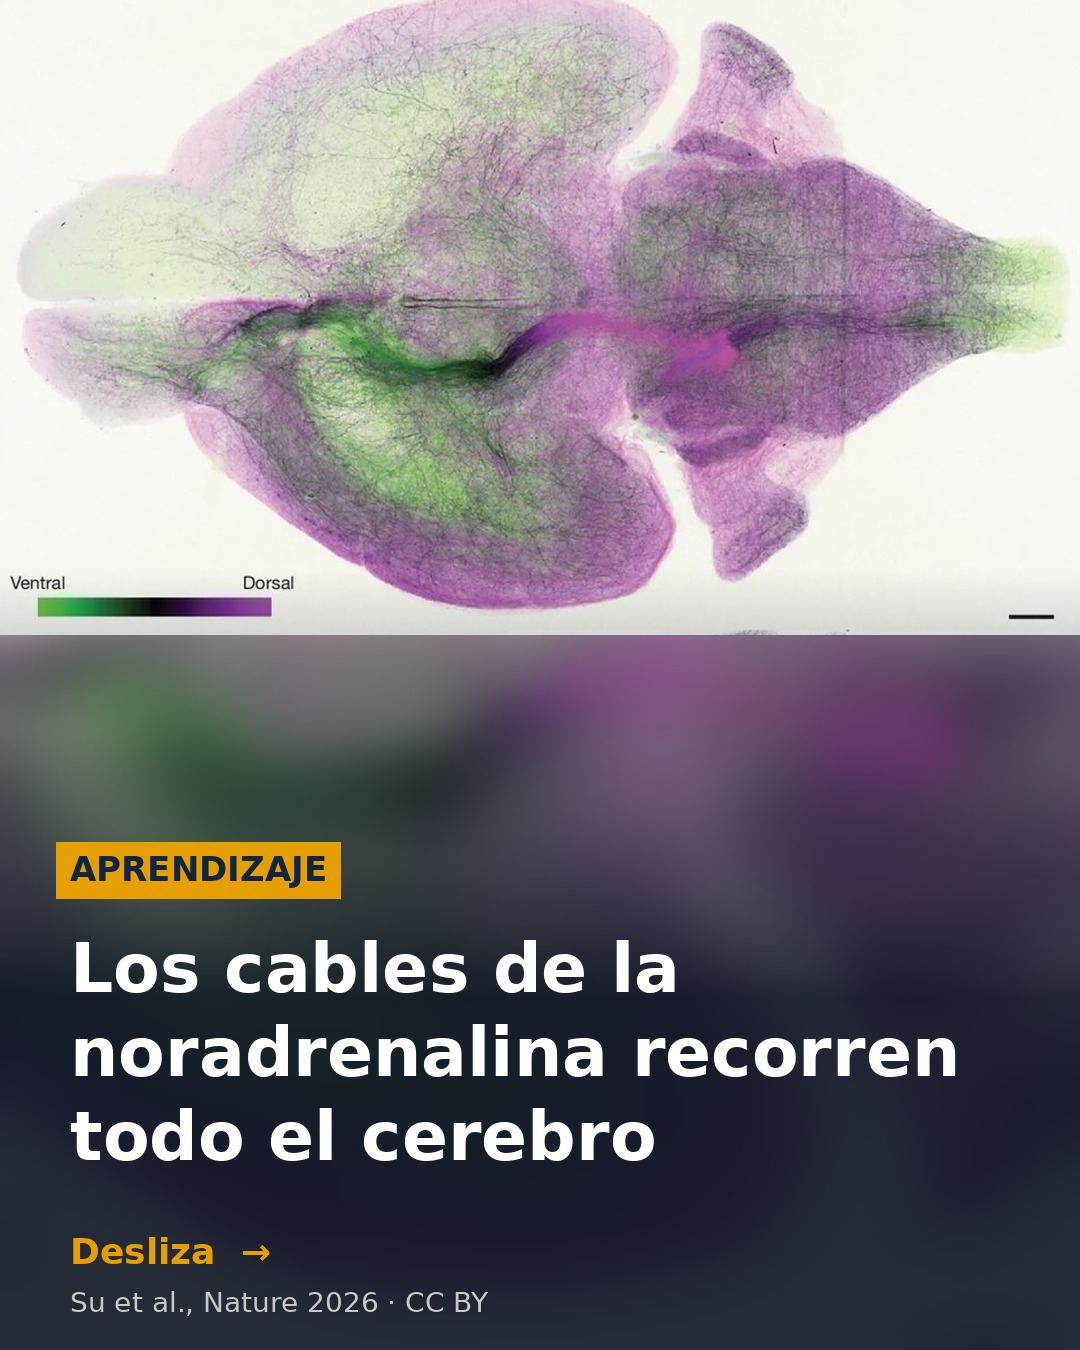 Ventral Dorsal
APRENDIZAJE
Los cables de la
noradrenalina recorren
todo el cerebro
Desliza →
Su et al., Nature 2026 · CC BY